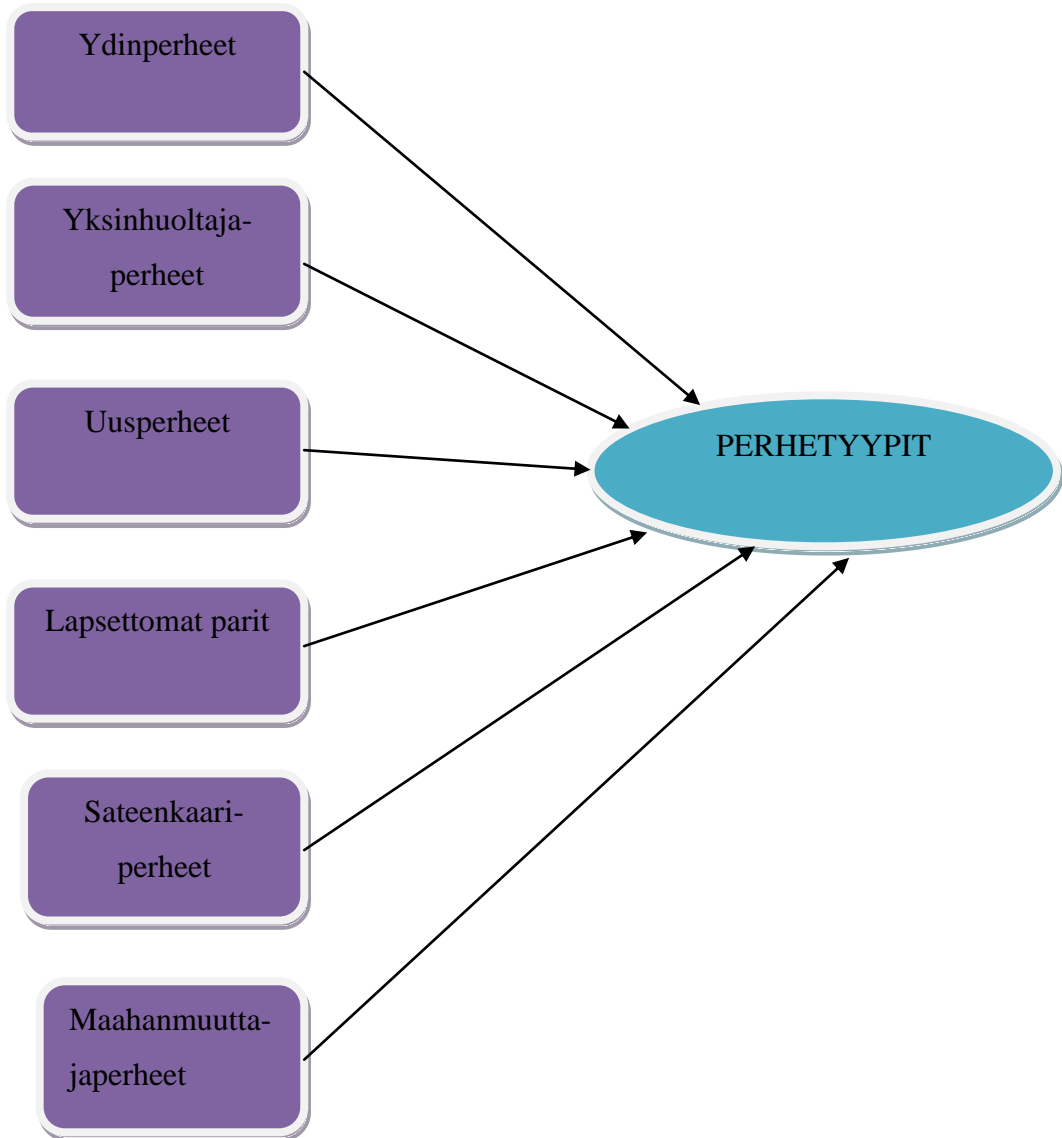 Ydinperheet
Yksinhuoltaja-
perheet
Uusperheet
PERHETYYPIT
Lapsettomat parit
Sateenkaari-
perheet
Maahanmuutta-
japerheet